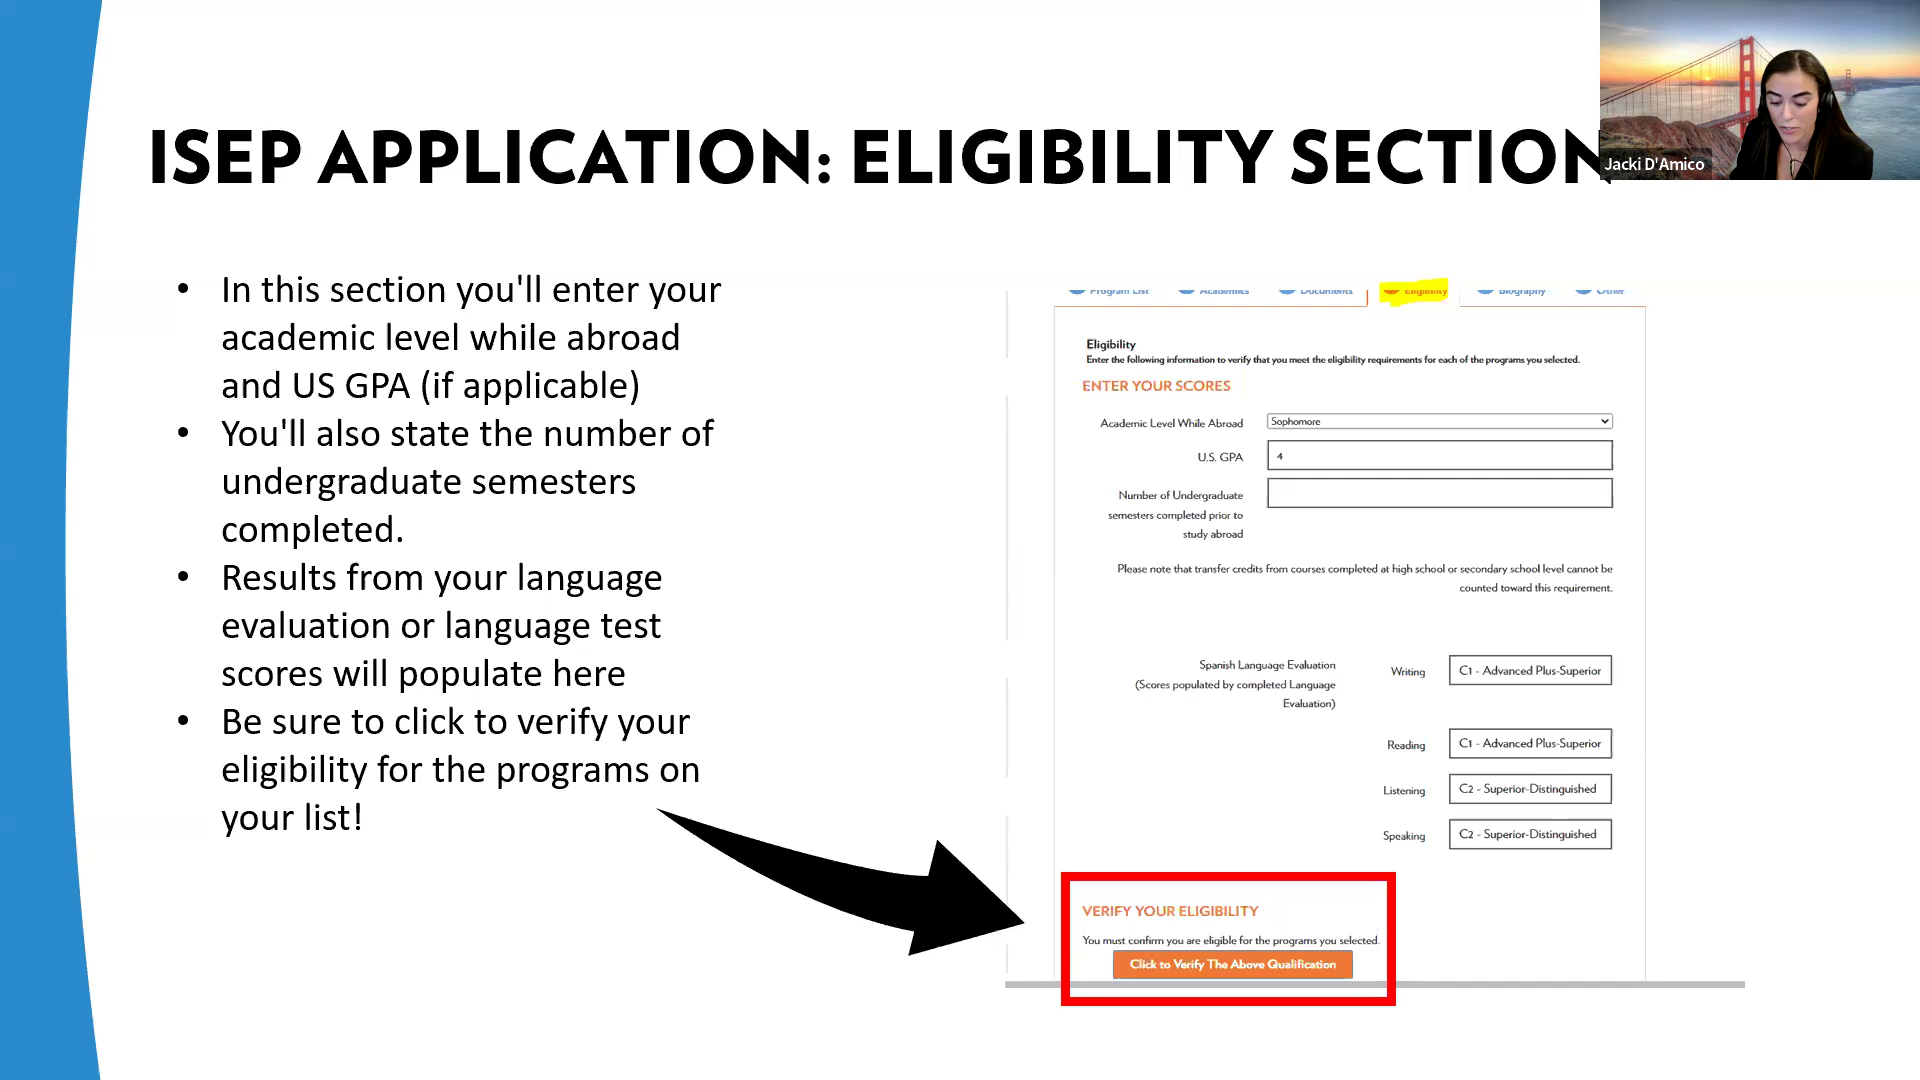 ISEP APPLICATION: ELIGIBILITY SECTION
Jacki D'Amico
• In this section you'll enter your
academic level while abroad
and US GPA (if applicable)
• You'll also state the number of
undergraduate semesters
completed.
• Results from your language
evaluation or language test
scores will populate here
• Be sure to click to verify your
eligibility for the programs on
your list!
Program List Academics Documents Eligibility Biography Other
Eligibility
Enter the following information to verify that you meet the eligibility requirements for each of the programs you selected.
ENTER YOUR SCORES
Academic Level While Abroad Sophomore
U.S. GPA 4
Number of Undergraduate
semesters completed prior to
study abroad
Please note that transfer credits from courses completed at high school or secondary school level cannot be
counted toward this requirement.
Spanish Language Evaluation
(Scores populated by completed Language
Evaluation)
Writing C1 - Advanced Plus-Superior
Reading C1 - Advanced Plus-Superior
Listening C2 - Superior-Distinguished
Speaking C2 - Superior-Distinguished
VERIFY YOUR ELIGIBILITY
You must confirm you are eligible for the programs you selected.
Click to Verify The Above Qualification